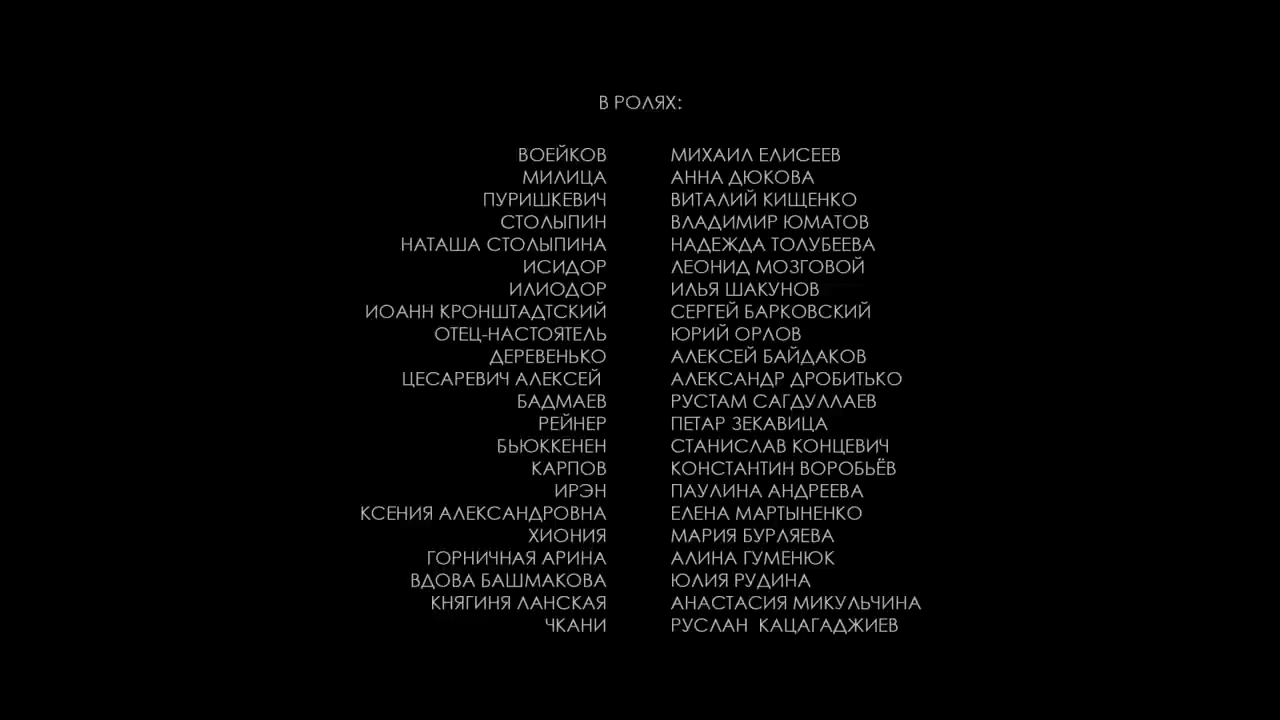 В РОЛЯХ:
ВОЕЙКОВ МИХАИЛ ЕЛИСЕЕВ
МИЛИЦА АННА ДЮКОВА
ПУРИШКЕВИЧ ВИТАЛИЙ КИЩЕНКО
СТОЛЫПИН ВЛАДИМИР ЮМАТОВ
НАТАША СТОЛЫПИНА НАДЕЖДА ТОЛУБЕЕВА
ИСИДОР ЛЕОНИД МОЗГОВОЙ
ИЛИОДОР ИЛЬЯ ШАКУНОВ
ИОАНН КРОНШТАДТСКИЙ СЕРГЕЙ БАРКОВСКИЙ
ОТЕЦ-НАСТОЯТЕЛЬ ЮРИЙ ОРЛОВ
ДЕРЕВЕНЬКО АЛЕКСЕЙ БАЙДАКОВ
ЦЕСАРЕВИЧ АЛЕКСЕЙ АЛЕКСАНДР ДРОБИТЬКО
БАДМАЕВ РУСТАМ САГДУЛЛАЕВ
РЕЙНЕР ПЕТАР ЗЕКАВИЦА
БЬЮККЕНЕН СТАНИСЛАВ КОНЦЕВИЧ
КАРПОВ КОНСТАНТИН ВОРОБЬЁВ
ИРЭН ПАУЛИНА АНДРЕЕВА
КСЕНИЯ АЛЕКСАНДРОВНА ЕЛЕНА МАРТЫНЕНКО
ХИОНИЯ МАРИЯ БУРЛЯЕВА
ГОРНИЧНАЯ АРИНА АЛИНА ГУМЕНЮК
ВДОВА БАШМАКОВА ЮЛИЯ РУДИНА
КНЯГИНЯ ЛАНСКАЯ АНАСТАСИЯ МИКУЛЬЧИНА
ЧКАНИ РУСЛАН КАЦАГАДЖИЕВ